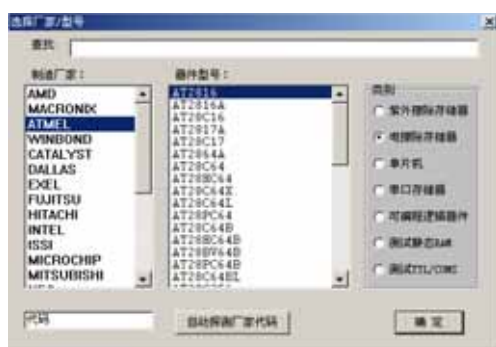 选择厂家/型号
查找
制造厂家：
器件型号：
AMD
MACRONIX
ATMEL
WINBOND
CATALYST
DALLAS
EXEL
FUJITSU
HITACHI
INTEL
ISSI
MICROCHIP
MITSUBISHI
AT2816
AT2816A
AT28C16
AT2817A
AT28C17
AT2864A
AT28C64
AT28HC64
AT28C64X
AT28C64L
AT28PC64
AT28C64B
AT28HC64B
AT28BV64B
AT28PC64B
AT28C64BL
类别
紫外擦除存储器
电擦除存储器
单片机
串口存储器
可编程逻辑器件
测试静态RAM
测试TTL/COMS
代码
自动探测厂家代码
确 定